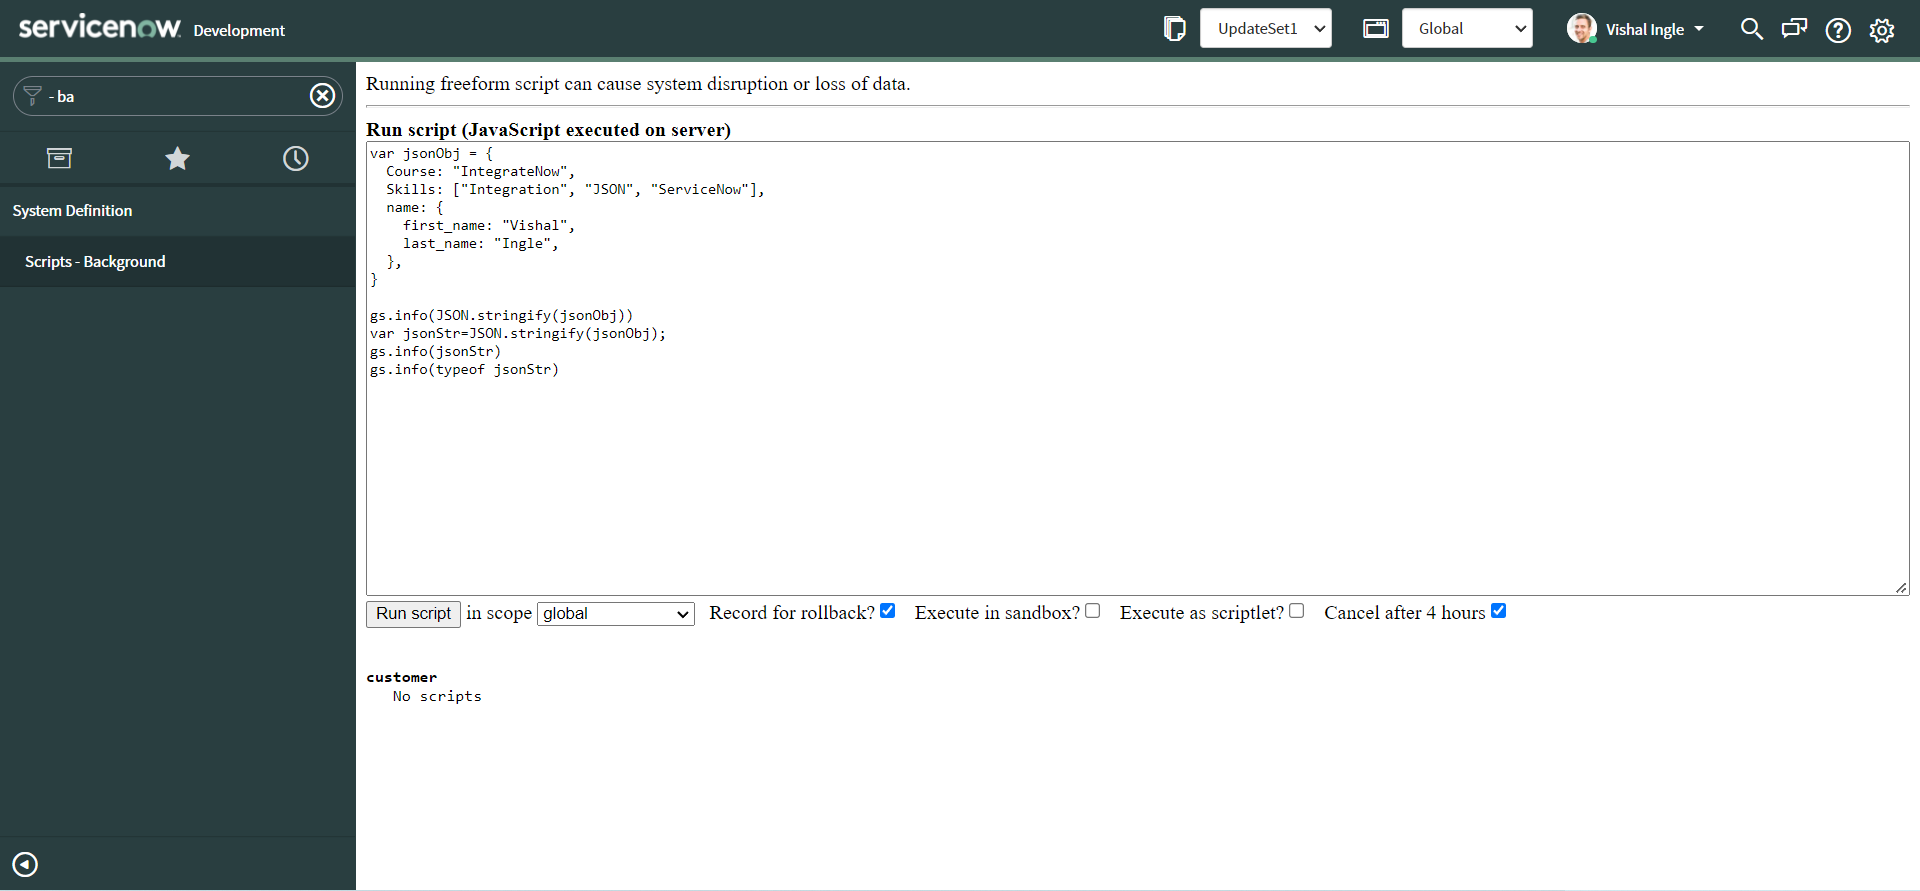 servicenow. Development
UpdateSet1
Global
Vishal Ingle
- ba
System Definition
Scripts - Background
Running freeform script can cause system disruption or loss of data.
Run script (JavaScript executed on server)
var jsonObj = {
  Course: "IntegrateNow",
  Skills: ["Integration", "JSON", "ServiceNow"],
  name: {
    first_name: "Vishal",
    last_name: "Ingle",
  },
}
gs.info(JSON.stringify(jsonObj))
var jsonStr=JSON.stringify(jsonObj);
gs.info(jsonStr)
gs.info(typeof jsonStr)
Run script in scope global Record for rollback? Execute in sandbox? Execute as scriptlet? Cancel after 4 hours
customer
No scripts